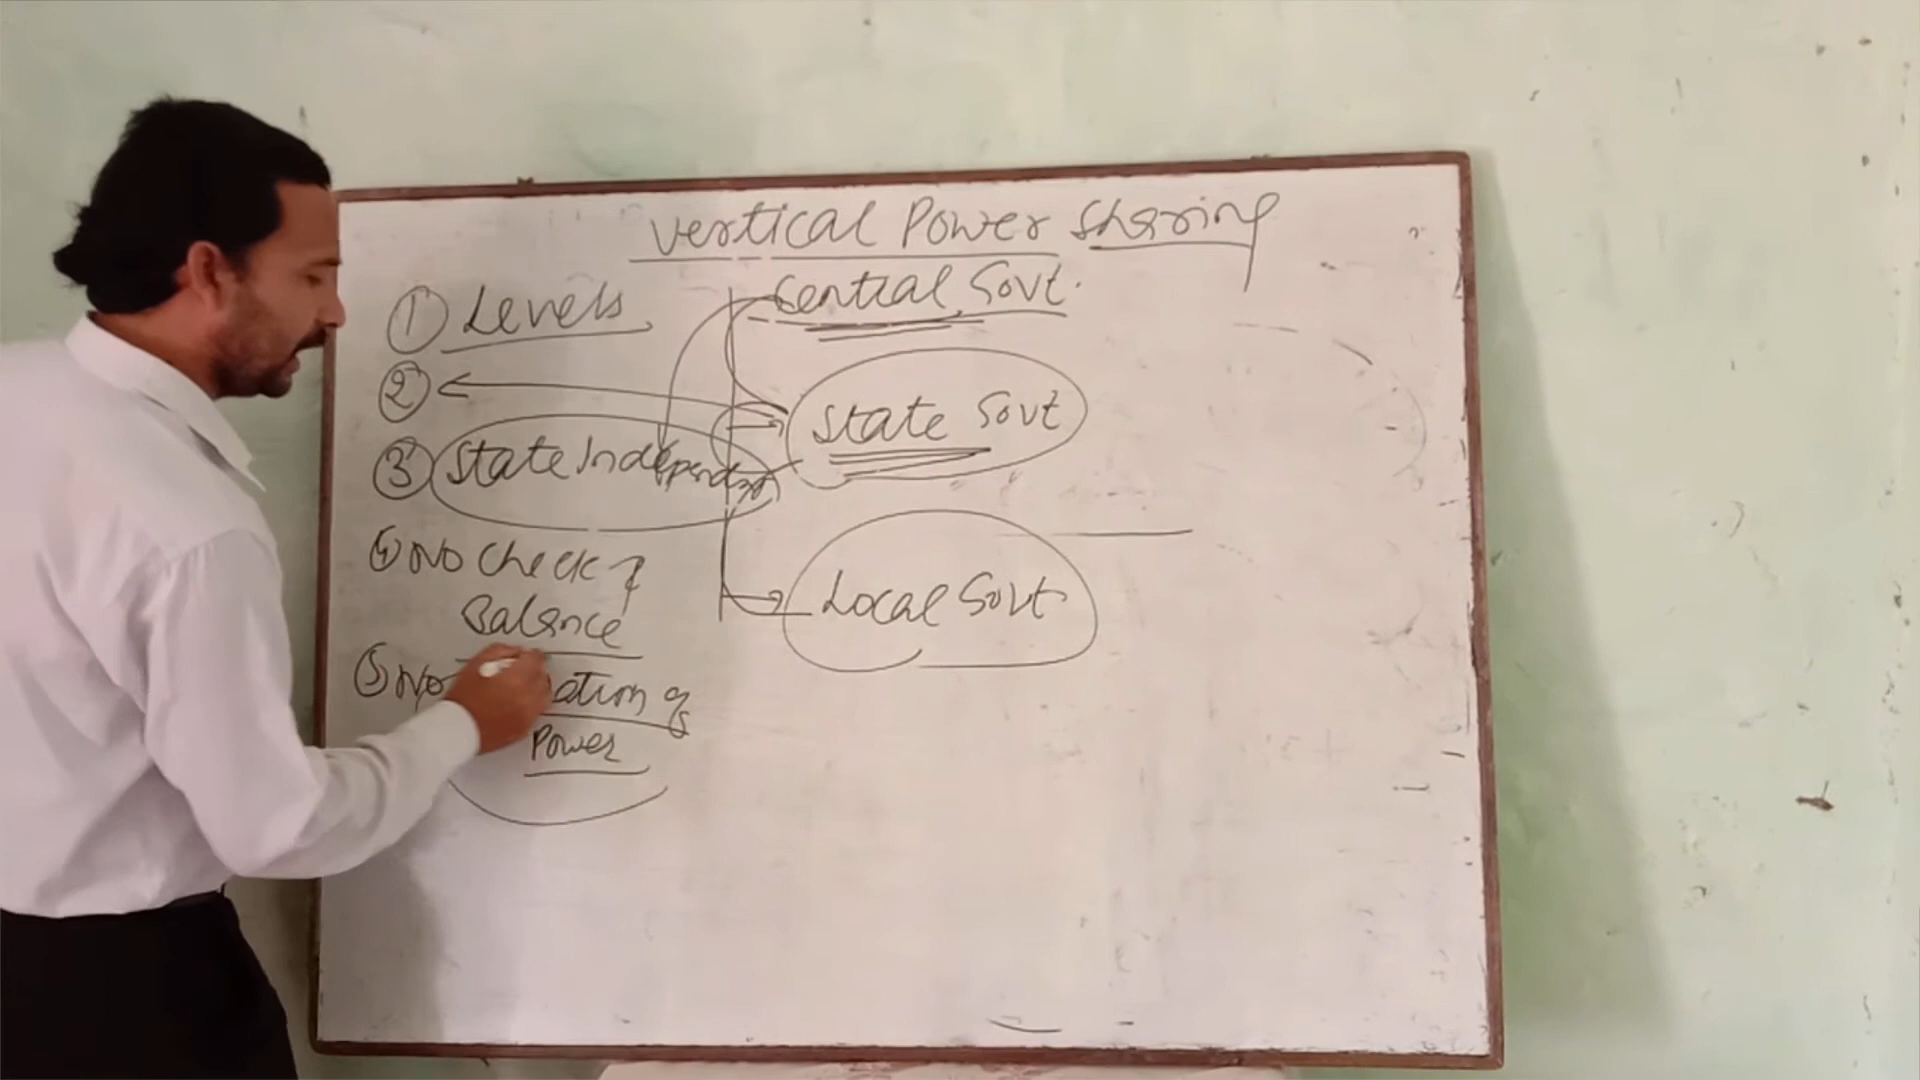 Vertical Power Sharing
① Levels
Central Govt.
②
State Govt
③ State Independent
④ No Check &
Balance
Local Govt
⑤ No
of
Power